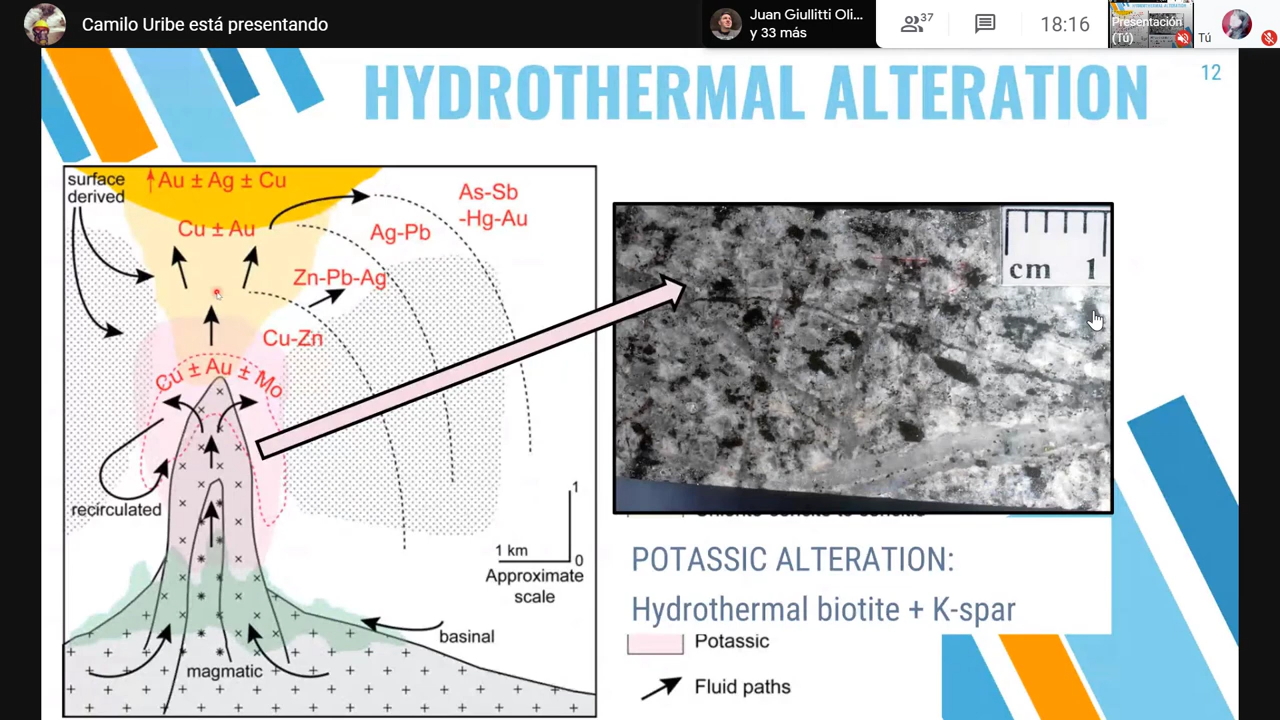 Camilo Uribe está presentando
Juan Giullitti Oli...
y 33 más
37
18:16
Presentación
(Tú)
Tú
HYDROTHERMAL ALTERATION
12
surface
derived
↑Au ± Ag ± Cu
Cu ± Au
As-Sb
-Hg-Au
Ag-Pb
Zn-Pb-Ag
Cu-Zn
Cu ± Au ± Mo
recirculated
1
1 km
0
Approximate
scale
basinal
magmatic
cm 1
POTASSIC ALTERATION:
Hydrothermal biotite + K-spar
Potassic
Fluid paths